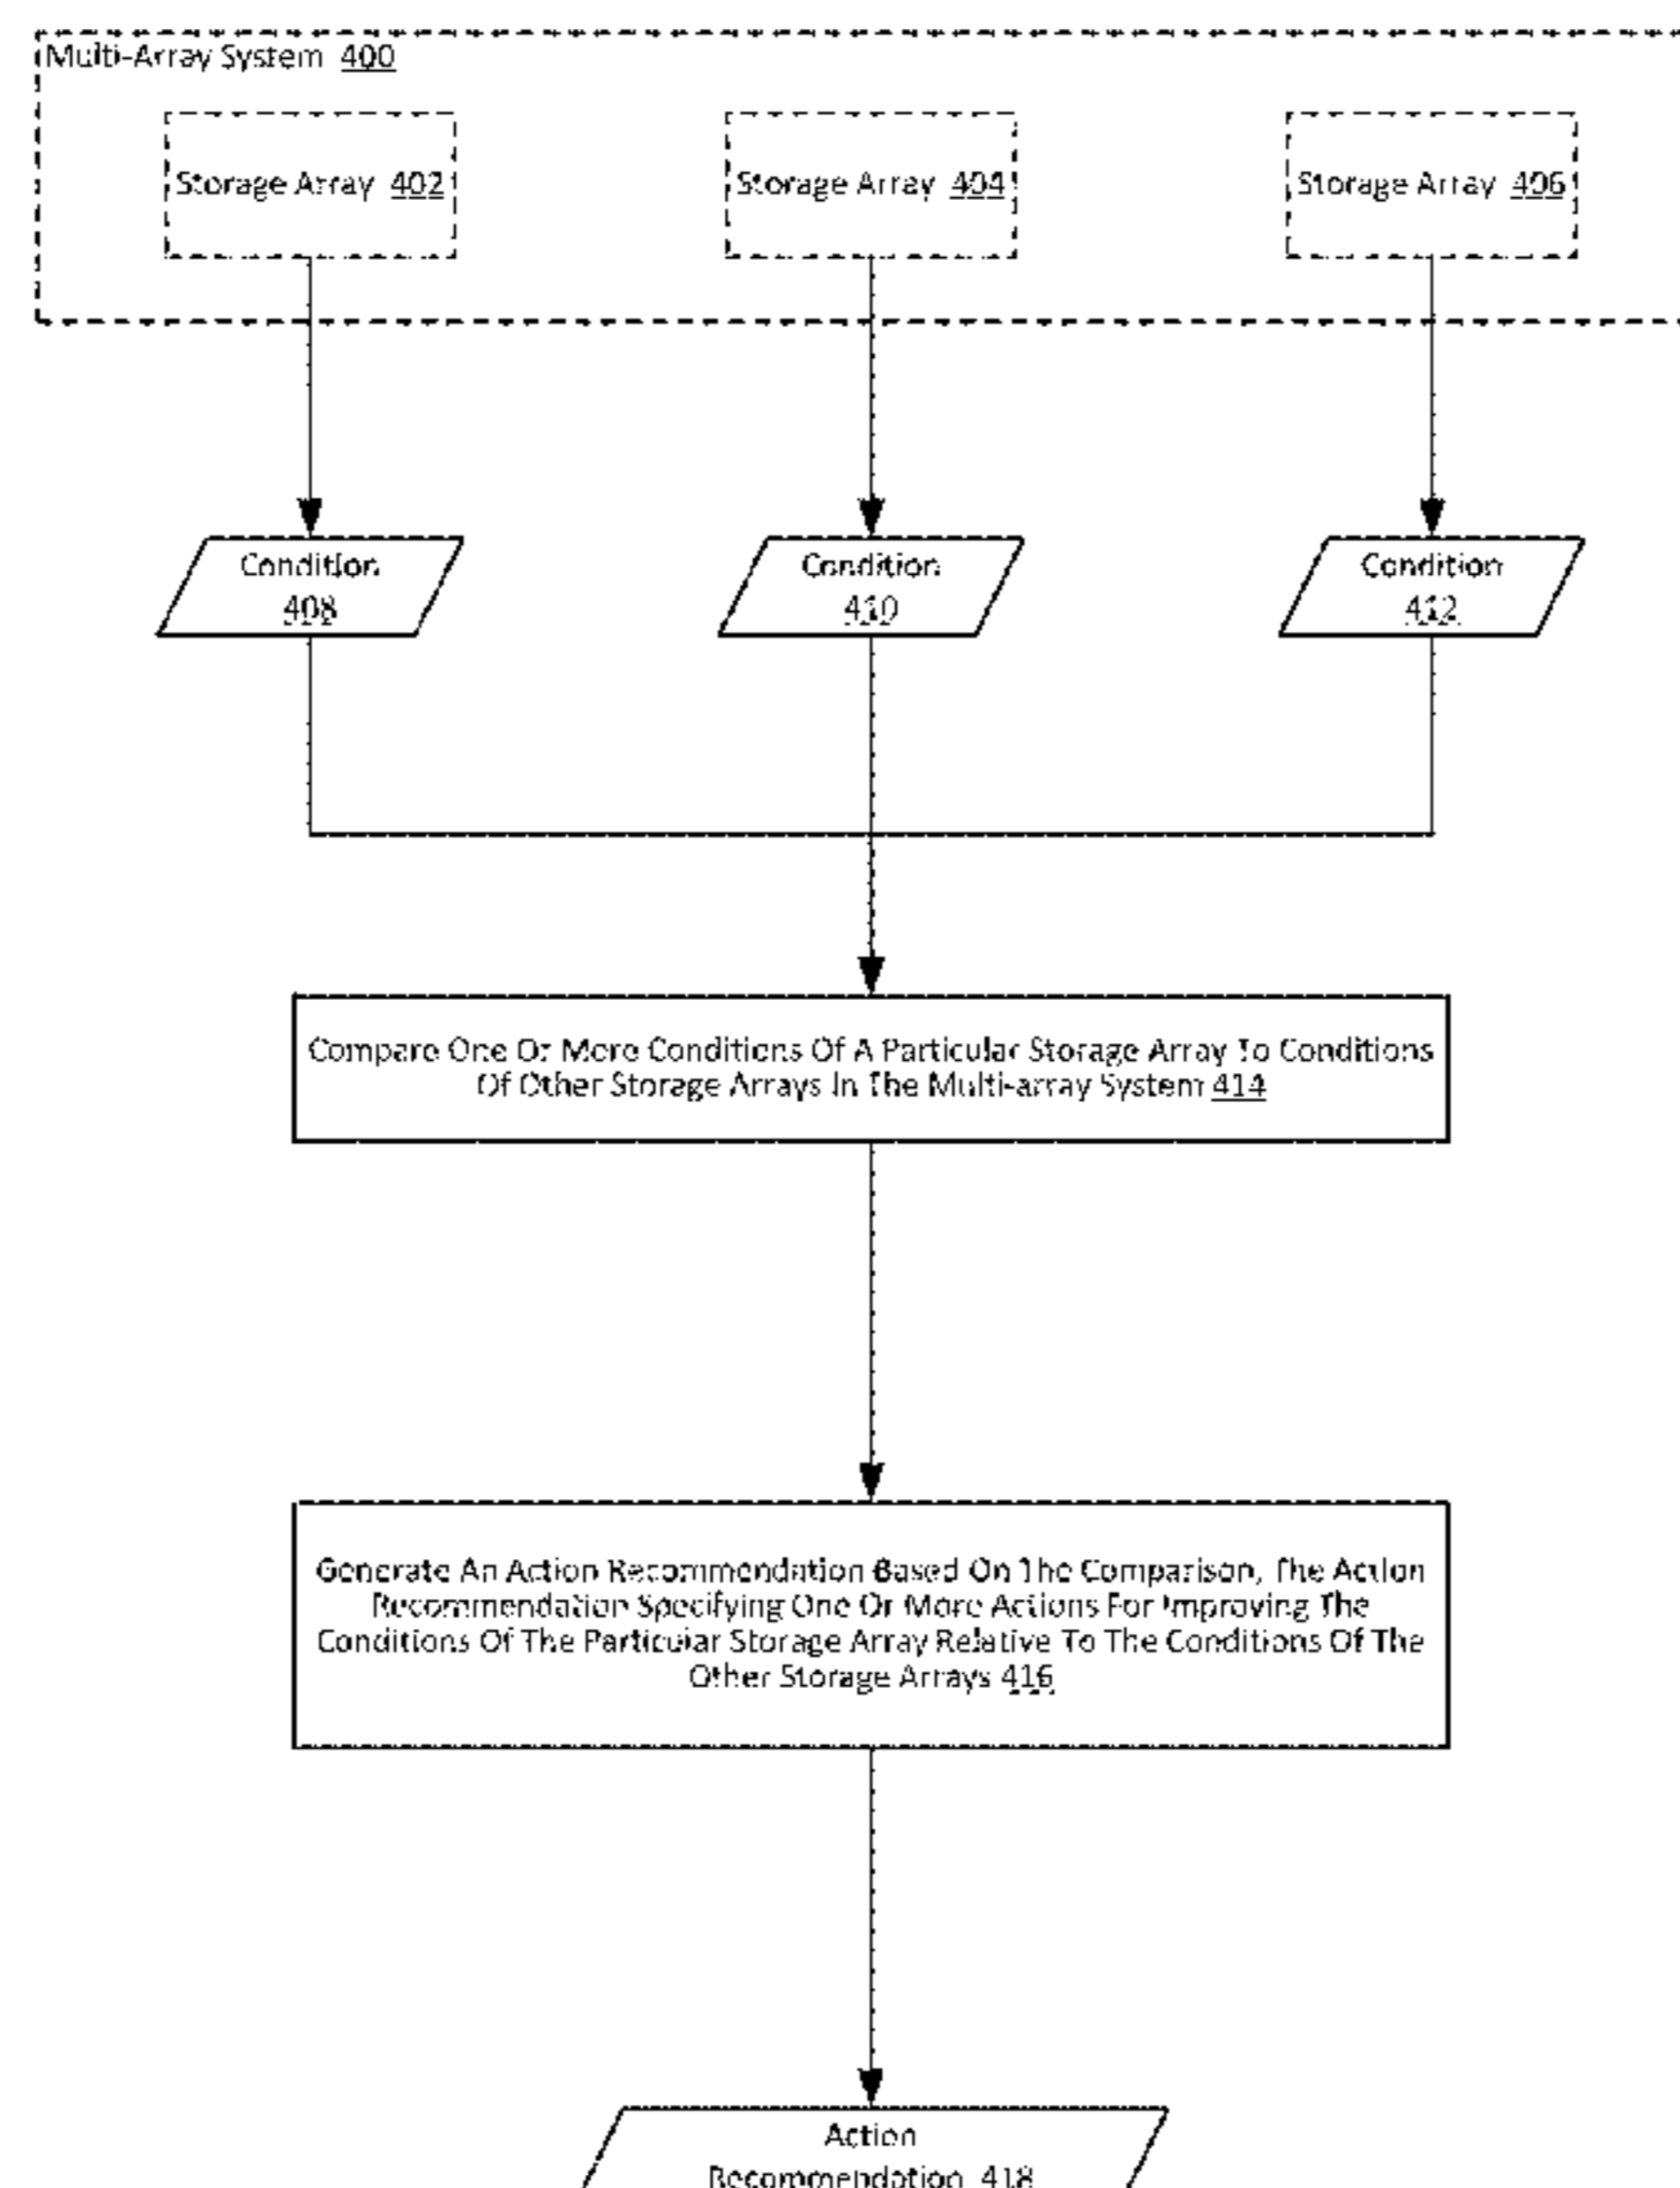 Multi-Array System 400
Storage Array 402
Storage Array 404
Storage Array 406
Condition
408
Condition
410
Condition
412
Compare One Or More Conditions Of A Particular Storage Array To Conditions
Of Other Storage Arrays In The Multi-array System 414
Generate An Action Recommendation Based On The Comparison, The Action
Recommendation Specifying One Or More Actions For Improving The
Conditions Of The Particular Storage Array Relative To The Conditions Of The
Other Storage Arrays 416
Action
Recommendation 418